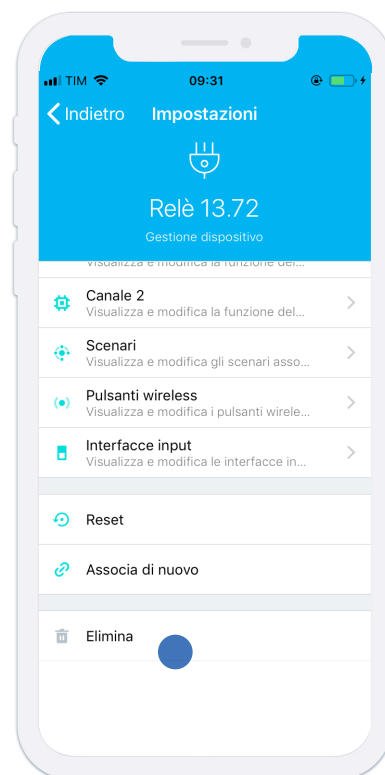 TIM
09:31
Indietro
Impostazioni
Relè 13.72
Gestione dispositivo
Visualizza e modifica la funzione del...
Canale 2
Visualizza e modifica la funzione del...
Scenari
Visualizza e modifica gli scenari asso...
Pulsanti wireless
Visualizza e modifica i pulsanti wirele...
Interfacce input
Visualizza e modifica le interfacce in...
Reset
Associa di nuovo
Elimina